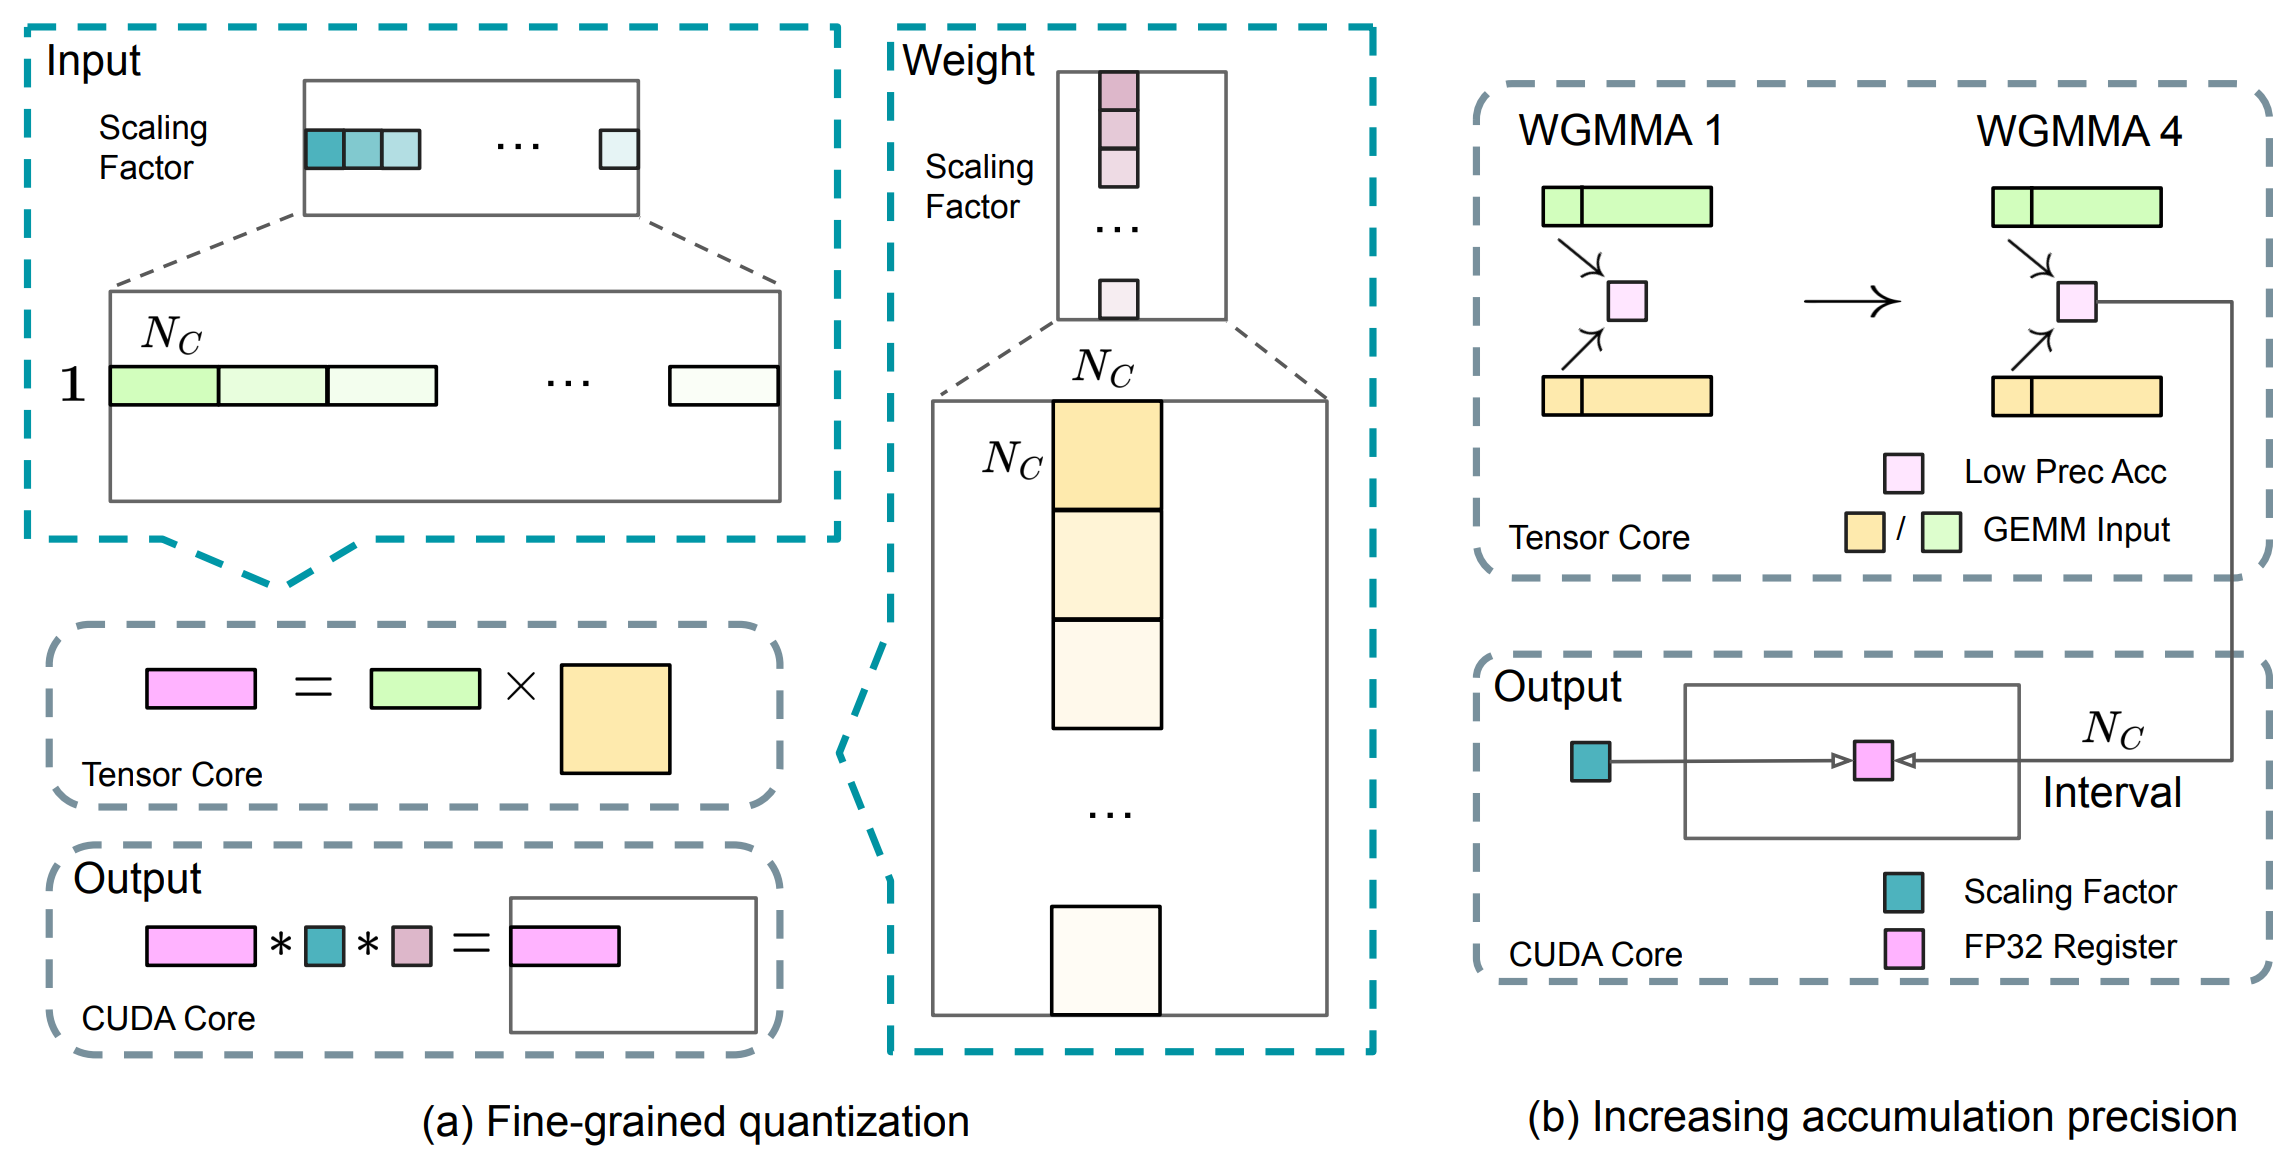 Input
Scaling
Factor
...
N_C
1
...
Tensor Core
=
×
Output
* * =
CUDA Core
Weight
Scaling
Factor
...
N_C
N_C
...
(a) Fine-grained quantization
WGMMA 1
WGMMA 4
Low Prec Acc
/
GEMM Input
Tensor Core
Output
N_C
Interval
Scaling Factor
FP32 Register
CUDA Core
(b) Increasing accumulation precision